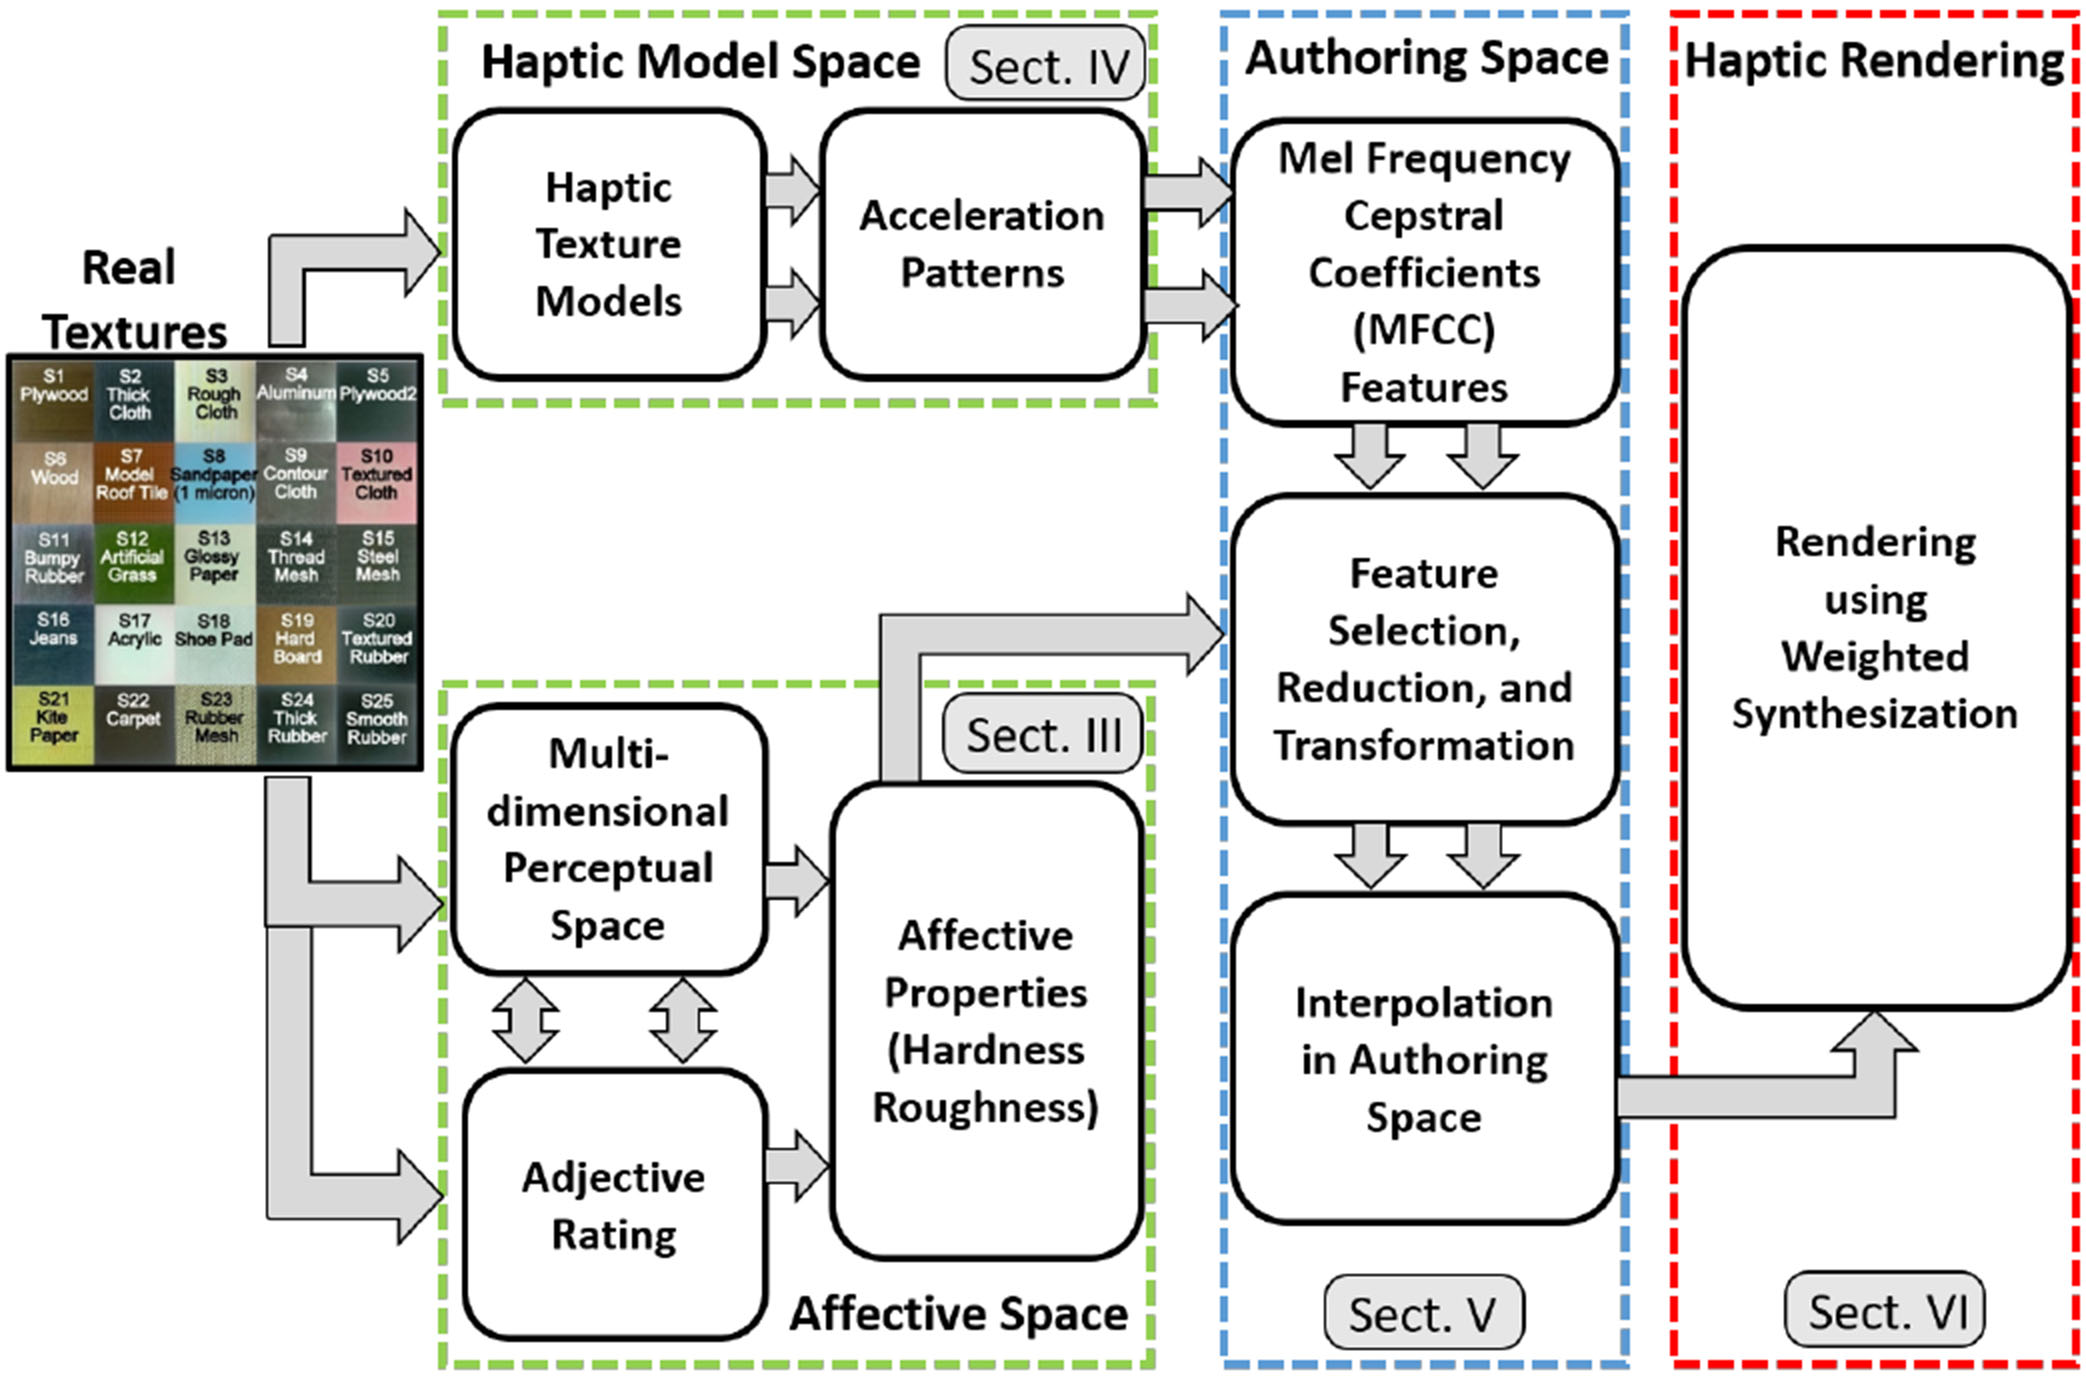 Haptic Model Space
Sect. IV
Haptic
Texture
Models
Acceleration
Patterns
Real
Textures
S1
Plywood
S2
Thick
Cloth
S3
Rough
Cloth
S4
Aluminum
S5
Plywood2
S6
Wood
S7
Model
Roof Tile
S8
Sandpaper
(1 micron)
S9
Contour
Cloth
S10
Textured
Cloth
S11
Bumpy
Rubber
S12
Artificial
Grass
S13
Glossy
Paper
S14
Thread
Mesh
S15
Steel
Mesh
S16
Jeans
S17
Acrylic
S18
Shoe Pad
S19
Hard
Board
S20
Textured
Rubber
S21
Kite
Paper
S22
Carpet
S23
Rubber
Mesh
S24
Thick
Rubber
S25
Smooth
Rubber
Sect. III
Multi-
dimensional
Perceptual
Space
Adjective
Rating
Affective
Properties
(Hardness
Roughness)
Affective Space
Authoring Space
Mel Frequency
Cepstral
Coefficients
(MFCC)
Features
Feature
Selection,
Reduction, and
Transformation
Interpolation
in Authoring
Space
Sect. V
Haptic Rendering
Rendering
using
Weighted
Synthesization
Sect. VI